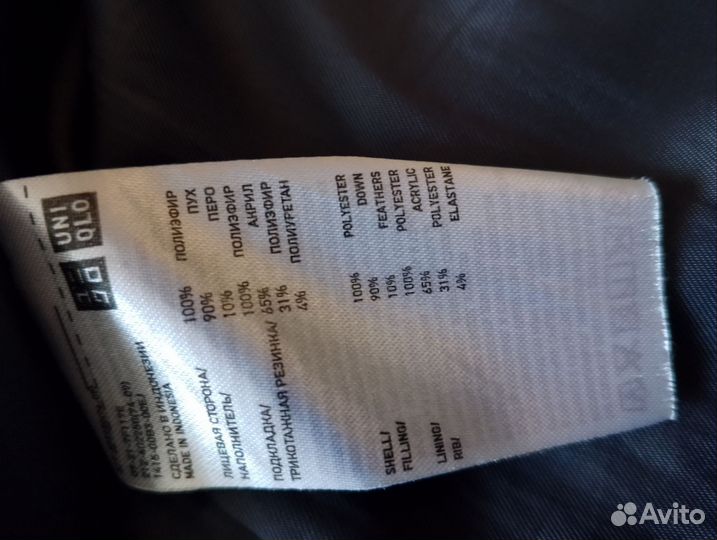 UNI
QLO
СДЕЛАНО В ИНДОНЕЗИИ
MADE IN INDONESIA
ЛИЦЕВАЯ СТОРОНА/ 100% ПОЛИЭФИР
НАПОЛНИТЕЛЬ/ 90% ПУХ
10% ПЕРО
ПОДКЛАДКА/ 100% ПОЛИЭФИР
ТРИКОТАЖНАЯ РЕЗИНКА/ 65% АКРИЛ
31% ПОЛИЭФИР
4% ПОЛИУРЕТАН
SHELL/ 100% POLYESTER
FILLING/ 90% DOWN
10% FEATHERS
LINING/ 100% POLYESTER
RIB/ 65% ACRYLIC
31% POLYESTER
4% ELASTANE
Avito